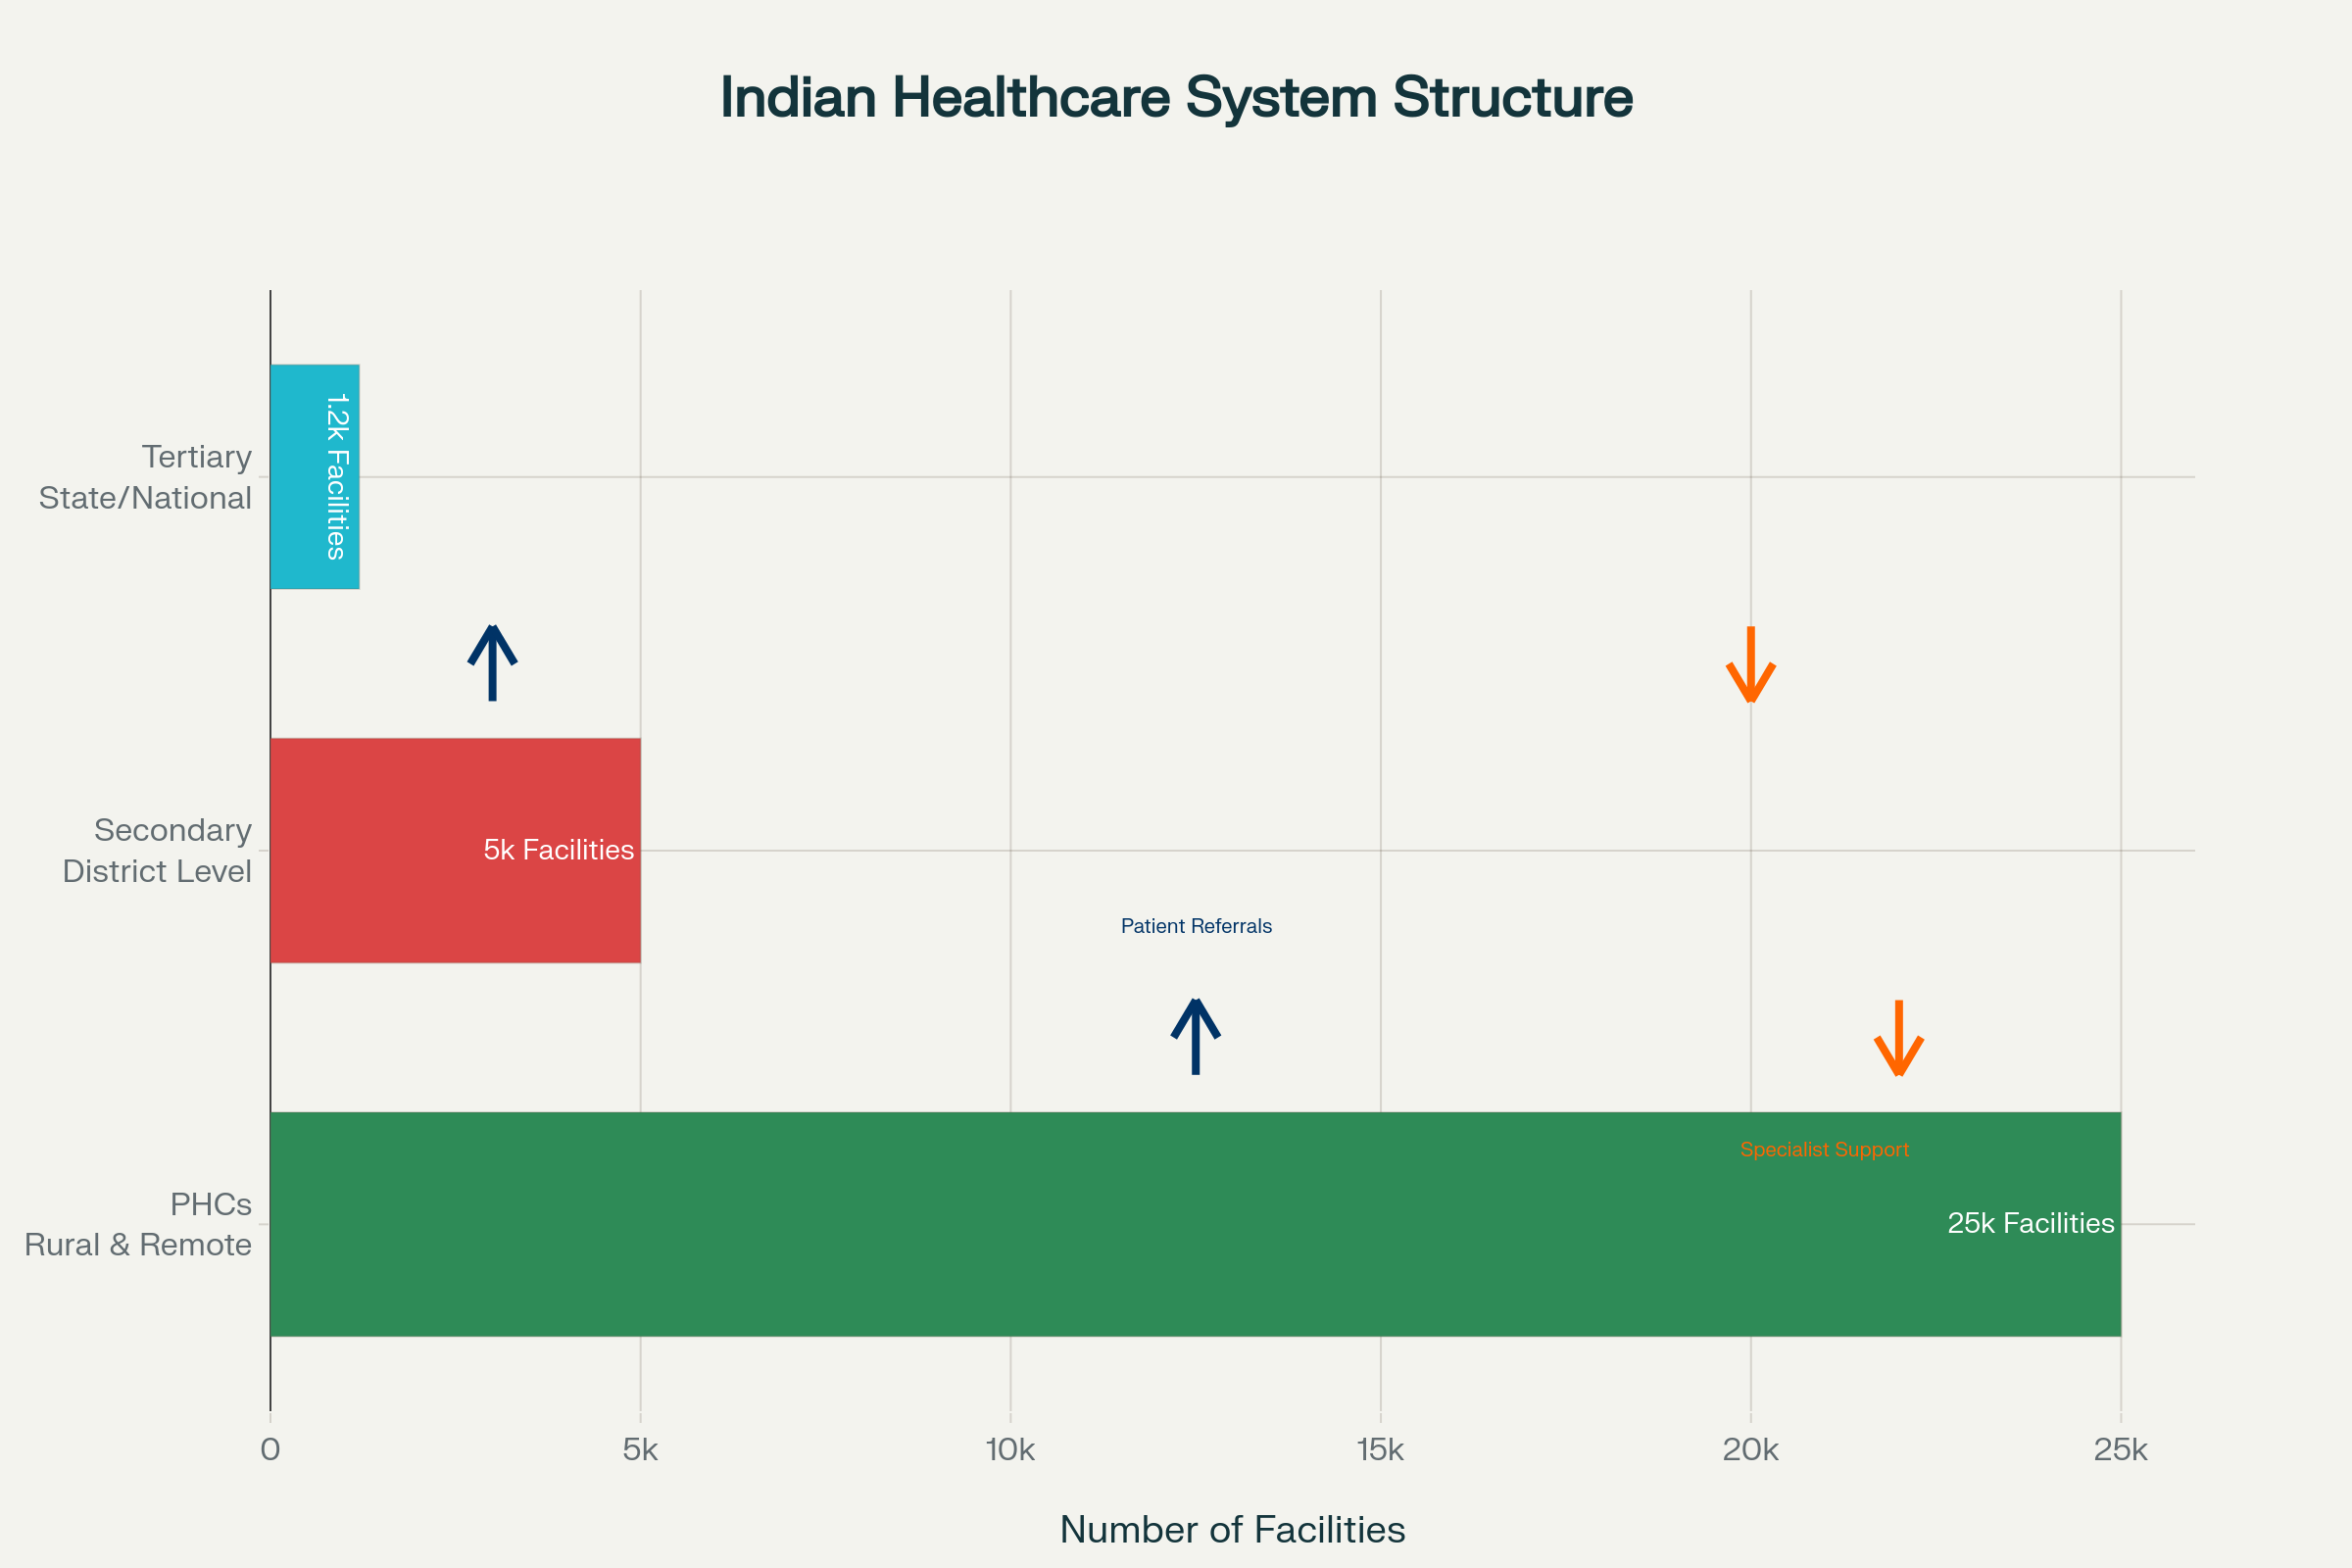 Indian Healthcare System Structure
Tertiary
State/National
1.2k Facilities
Secondary
District Level
5k Facilities
Patient Referrals
Specialist Support
PHCs
Rural & Remote
25k Facilities
0 5k 10k 15k 20k 25k
Number of Facilities